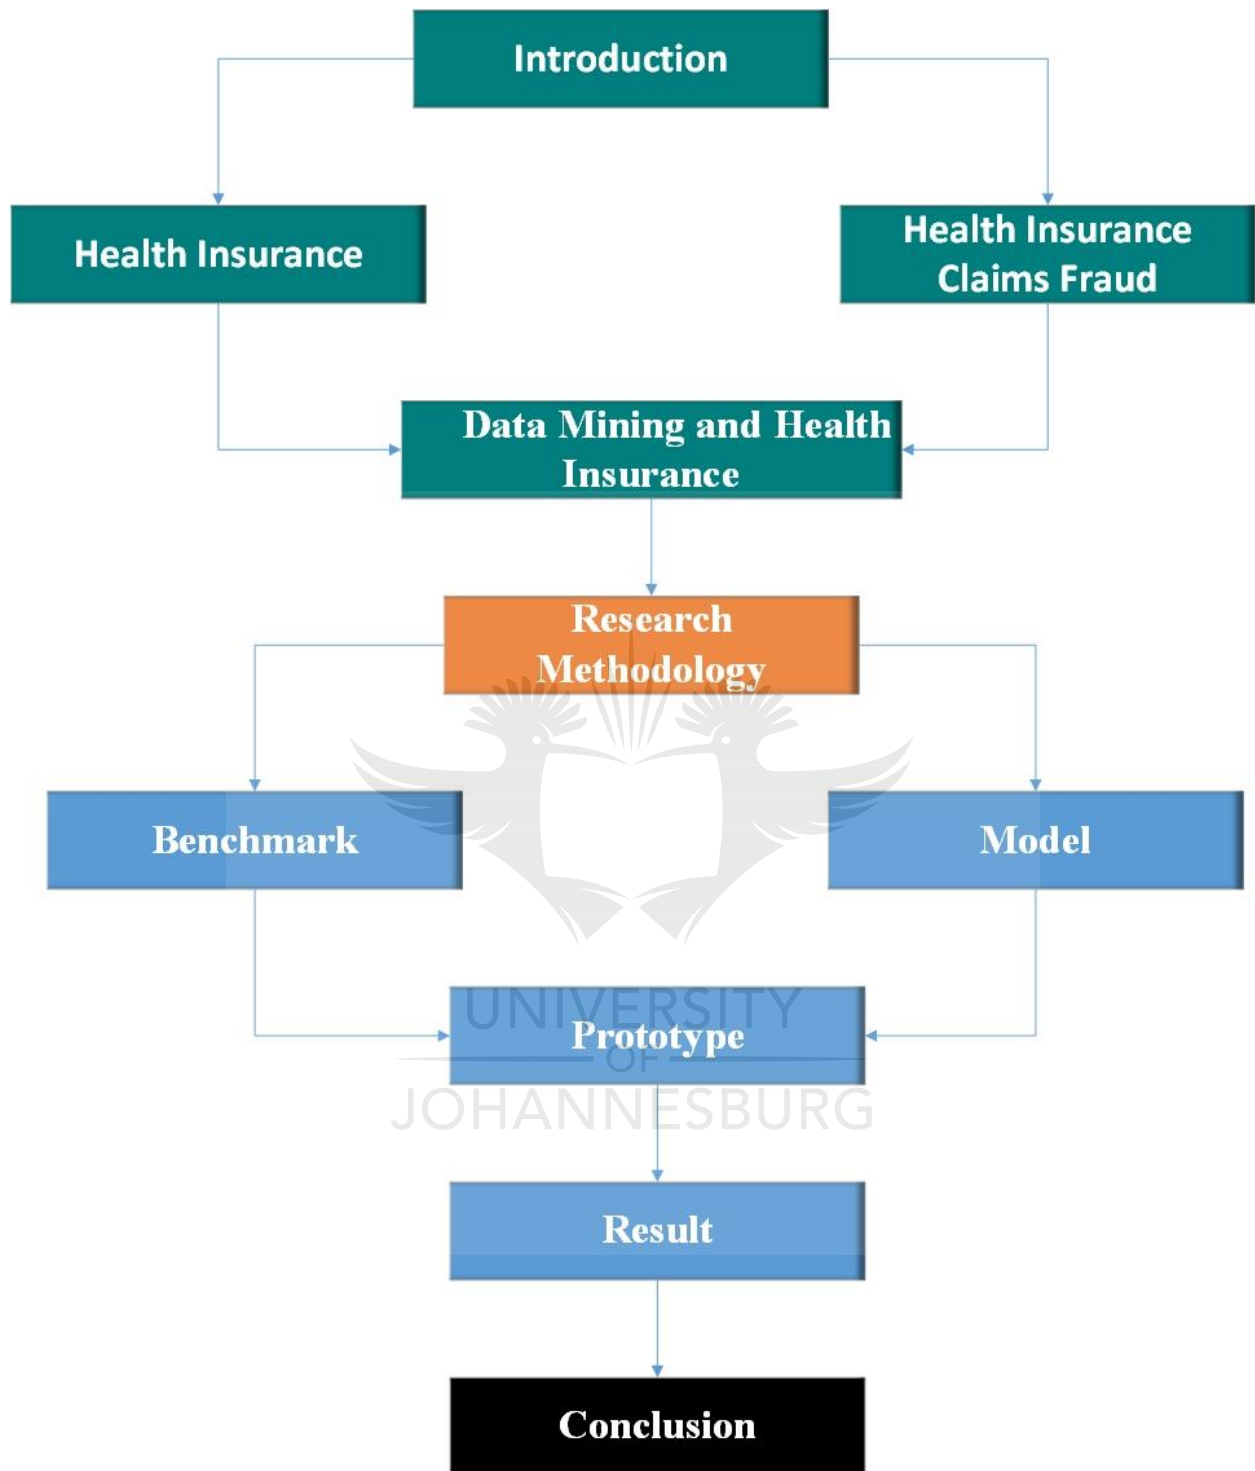 Introduction
Health Insurance
Health Insurance
Claims Fraud
Data Mining and Health
Insurance
Research
Methodology
Benchmark
Model
UNIVERSITY
Prototype
OF
JOHANNESBURG
Result
Conclusion